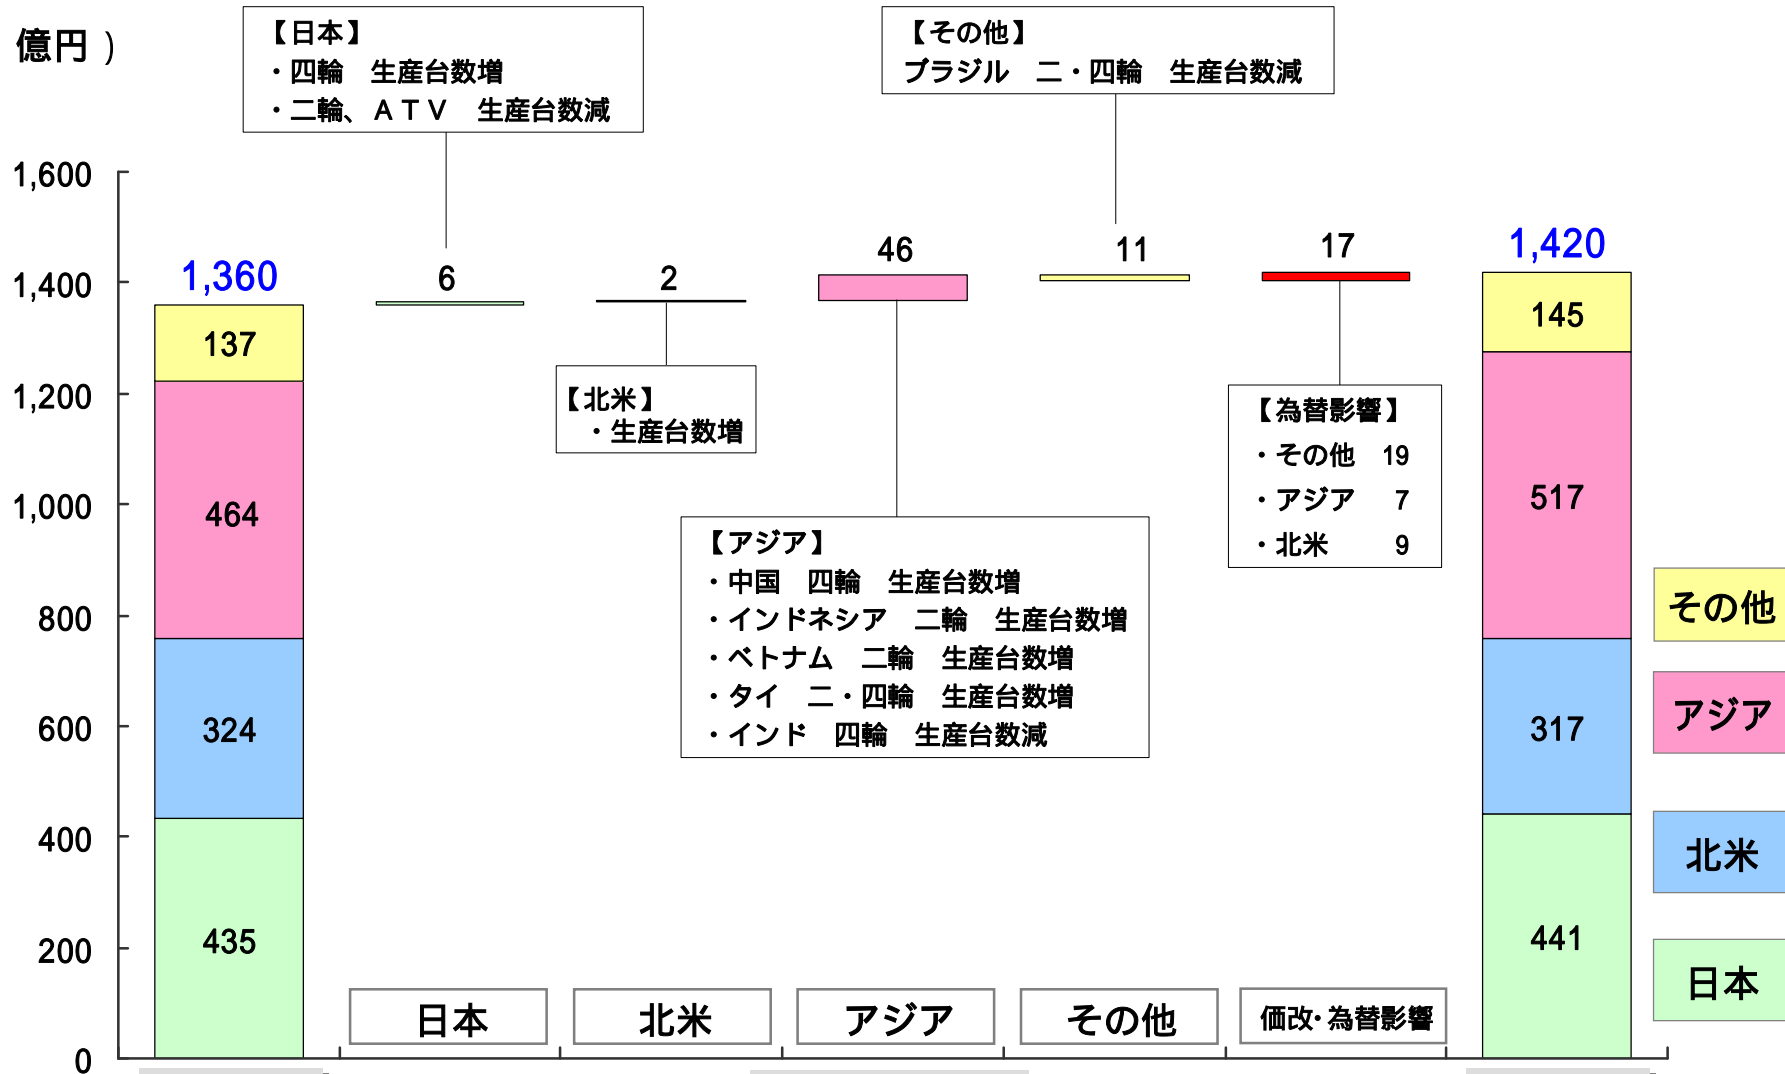 億円 )
【日本】
・四輪　生産台数増
・二輪、ＡＴＶ　生産台数減
【その他】
ブラジル　二・四輪　生産台数減
1,600
1,400
1,200
1,000
800
600
400
200
0
1,360
137
464
324
435
6
2
46
11
17
1,420
145
517
317
441
【北米】
・生産台数増
【アジア】
・中国　四輪　生産台数増
・インドネシア　二輪　生産台数増
・ベトナム　二輪　生産台数増
・タイ　二・四輪　生産台数増
・インド　四輪　生産台数減
【為替影響】
・その他　19
・アジア　7
・北米　9
その他
アジア
北米
日本
日本
北米
アジア
その他
価改・為替影響